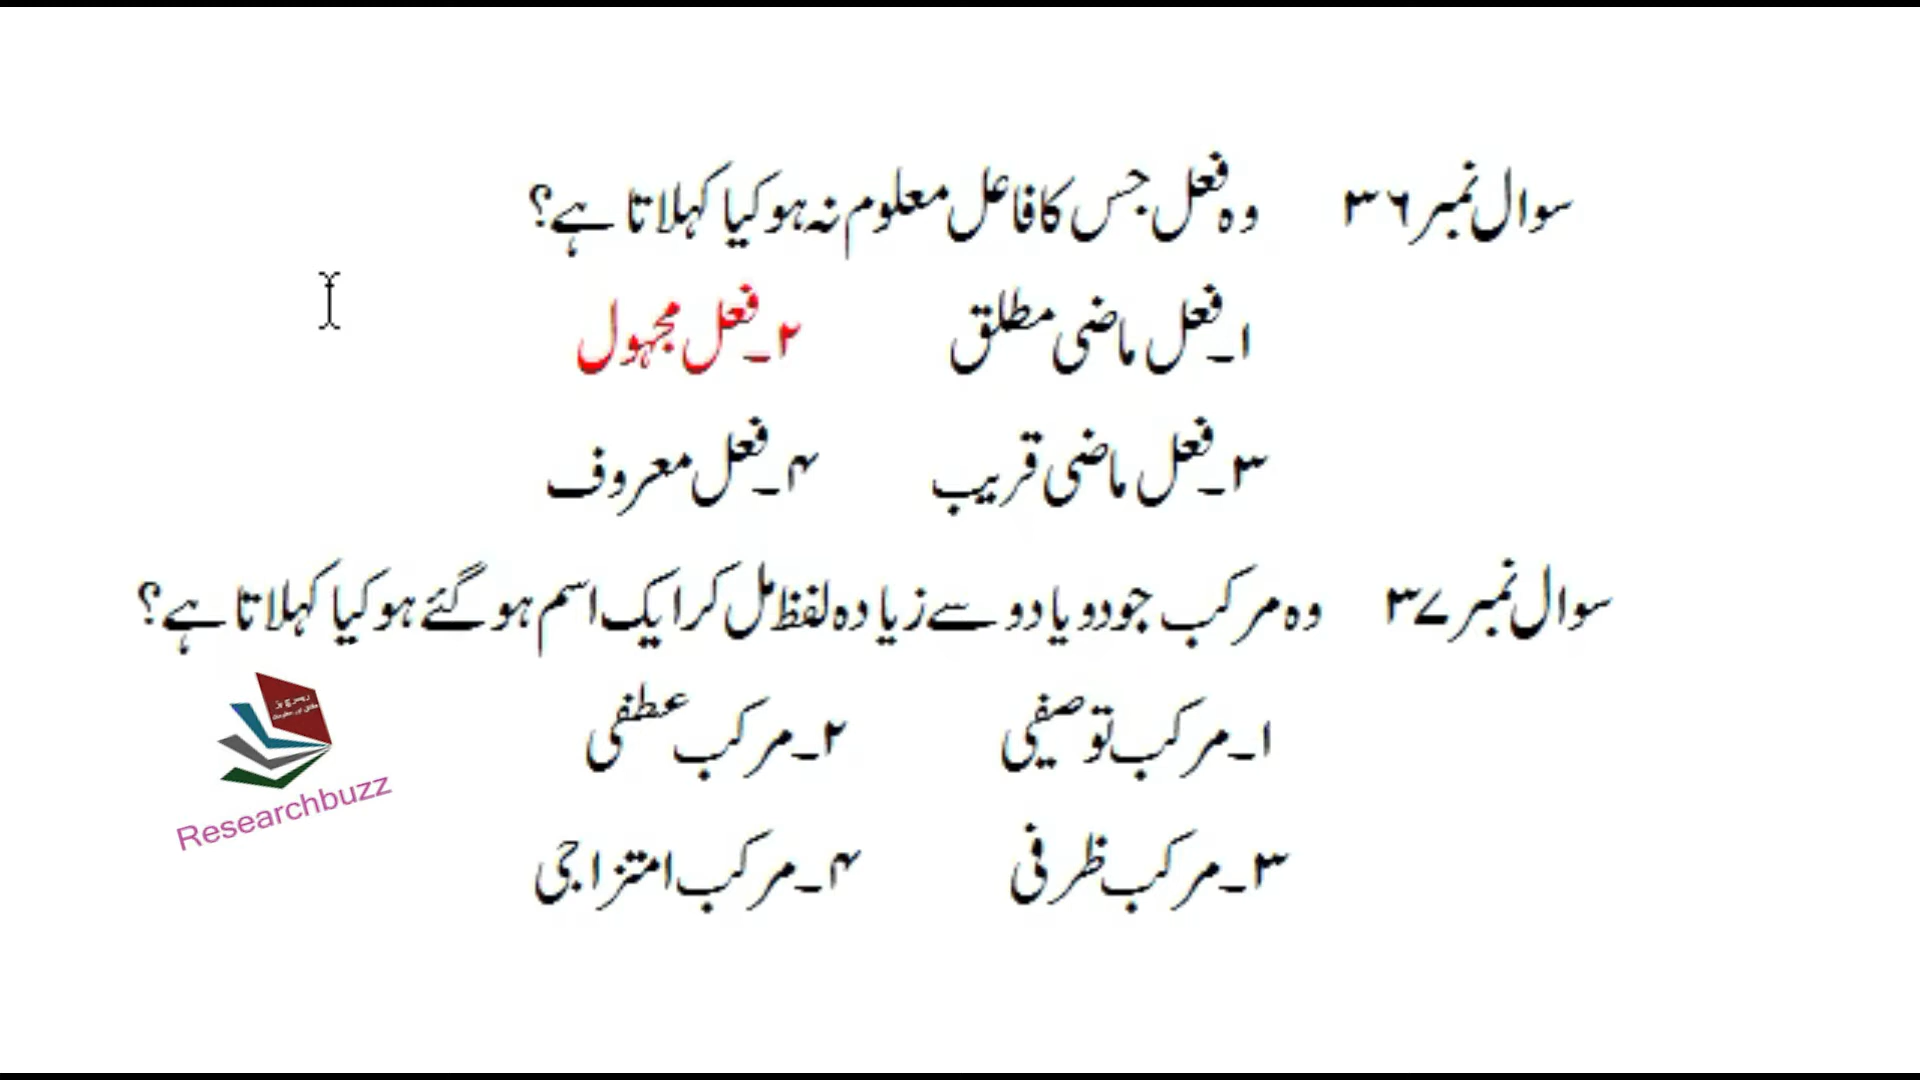 سوال نمبر ۳۶ وہ فعل جس کا فاعل معلوم نہ ہو کیا کہلاتا ہے؟
۱۔ فعل ماضی مطلق ۲۔ فعل مجہول
۳۔ فعل ماضی قریب ۴۔ فعل معروف
سوال نمبر ۳۷ وہ مرکب جو دو یا دو سے زیادہ لفظ مل کر ایک اسم ہو گئے ہو کیا کہلاتا ہے؟
۱۔ مرکب توصفیی ۲۔ مرکب عطفی
۳۔ مرکب ظرفی ۴۔ مرکب امتزاجی
Researchbuzz